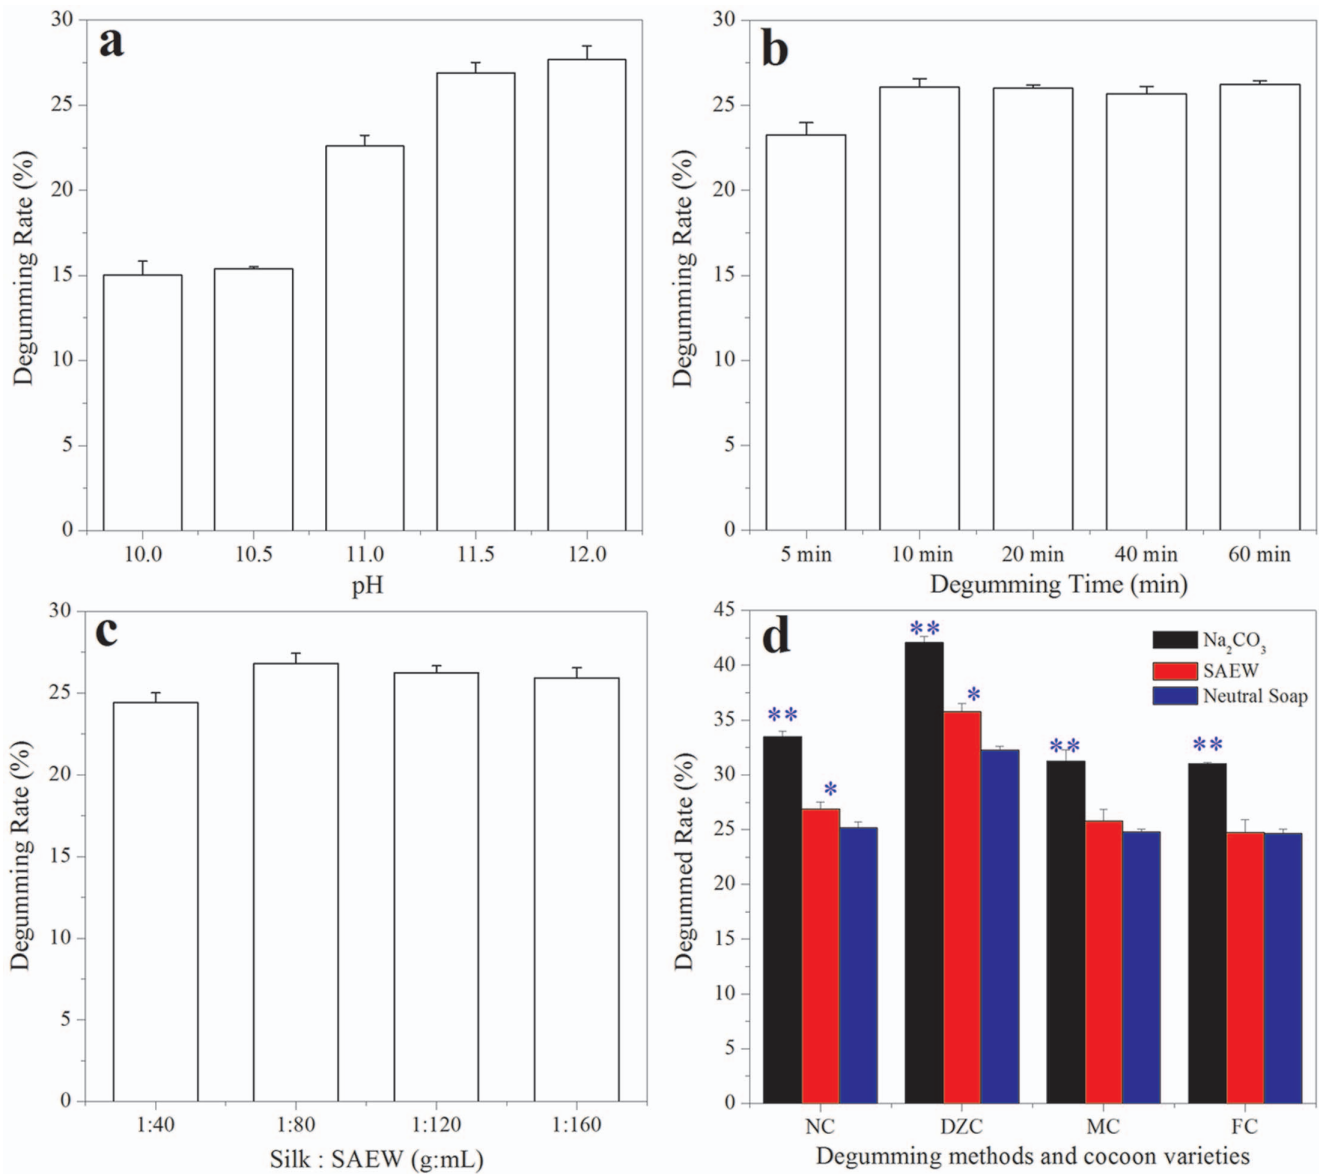 a
30
25
20
15
10
5
0
Degumming Rate (%)
10.0 10.5 11.0 11.5 12.0
pH
b
30
25
20
15
10
5
0
Degumming Rate (%)
5 min 10 min 20 min 40 min 60 min
Degumming Time (min)
c
30
25
20
15
10
5
0
Degumming Rate (%)
1:40 1:80 1:120 1:160
Silk : SAEW (g:mL)
d
45
40
35
30
25
20
15
10
5
0
Degummed Rate (%)
** * ** * ** **
Na₂CO₃
SAEW
Neutral Soap
NC DZC MC FC
Degumming methods and cocoon varieties